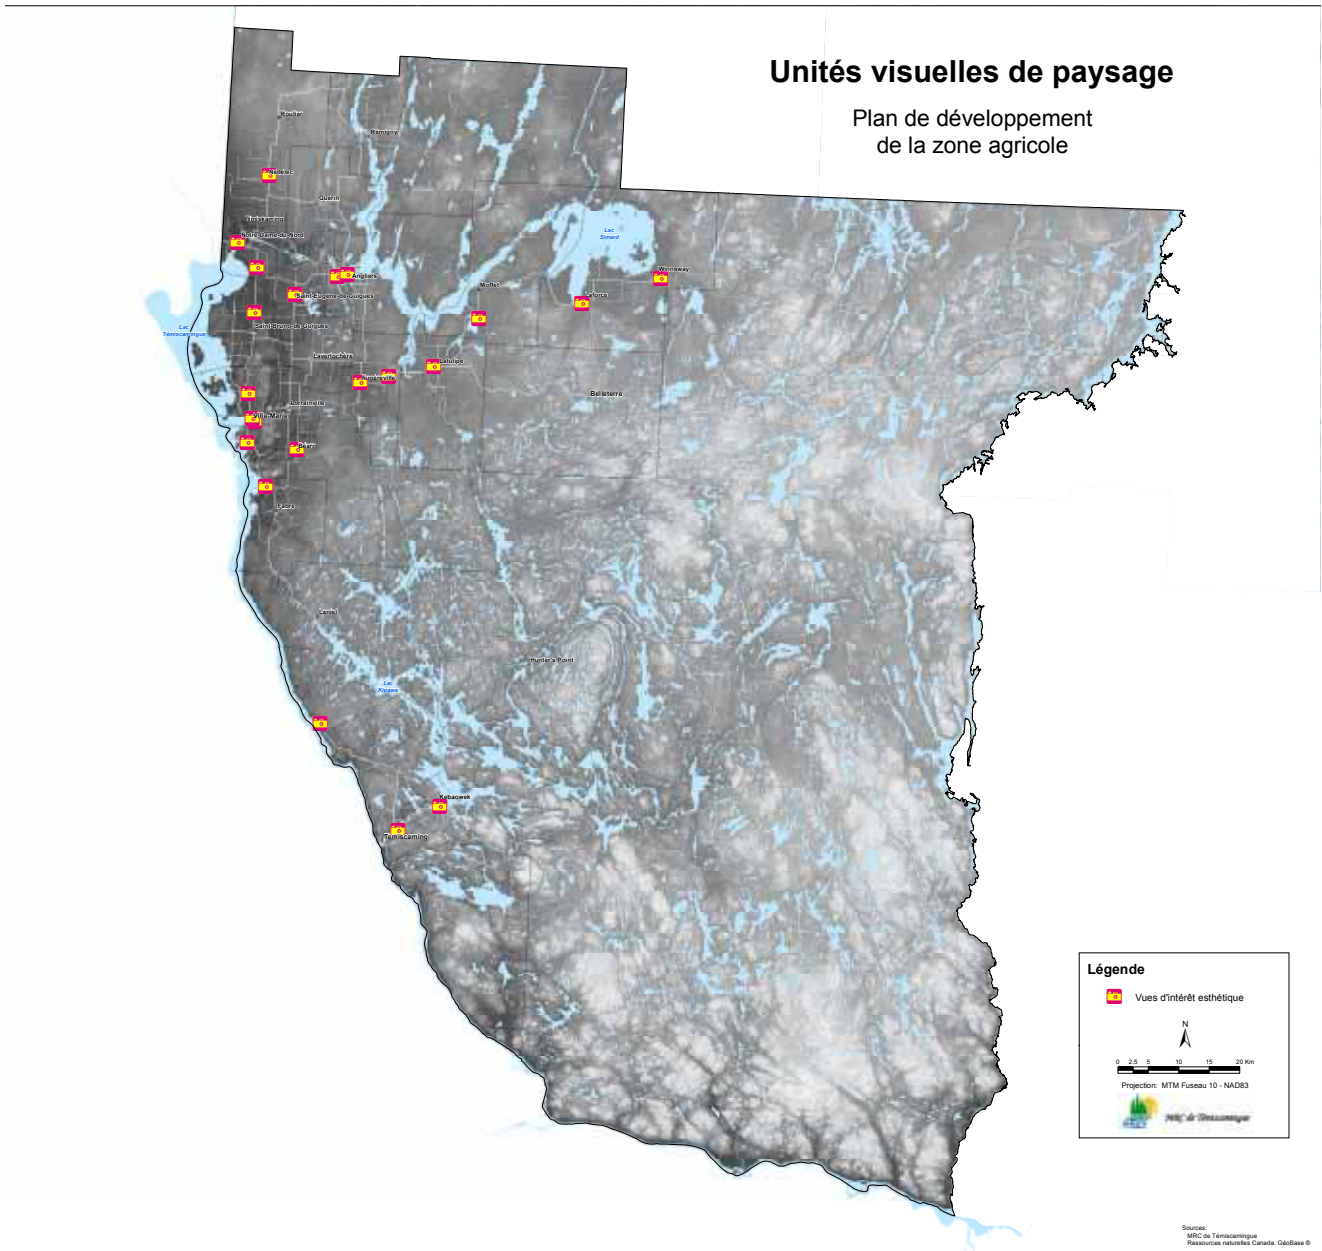 Unités visuelles de paysage
Plan de développement
de la zone agricole
Roulier
Rémigny
Nédélec
Guérin
Timiskaming
Notre-Dame-du-Nord
Lac
Simard
Winneway
Angliers
Moffet
Laforce
Saint-Eugène-de-Guigues
Lac
Témiscamingue
Saint-Bruno-de-Guigues
Laverlochère
Latulipe
Fugèreville
Belleterre
Lorrainville
Ville-Marie
Béarn
Fabre
Laniel
Hunter's Point
Lac
Kipawa
Kebaowek
Témiscaming
Légende
Vues d'intérêt esthétique
N
0 2.5 5 10 15 20 Km
Projection: MTM Fuseau 10 - NAD83
MRC de Témiscamingue
Sources:
MRC de Témiscamingue
Ressources naturelles Canada. GéoBase ®